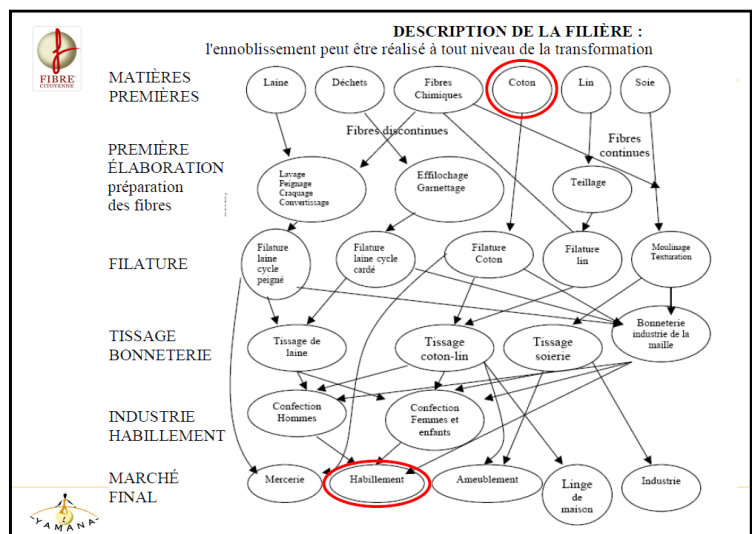 DESCRIPTION DE LA FILIÈRE :
l'ennoblissement peut être réalisé à tout niveau de la transformation
FIBRE
CITOYENNE
MATIÈRES
PREMIÈRES
Laine
Déchets
Fibres
Chimiques
Coton
Lin
Soie
Fibres discontinues
Fibres
continues
PREMIÈRE
ÉLABORATION
préparation
des fibres
Lavage
Peignage
Craquage
Convertissage
Effilochage
Garnettage
Teillage
FILATURE
Filature
laine
cycle
peigné
Filature
laine cycle
cardé
Filature
Coton
Filature
lin
Moulinage
Texturation
TISSAGE
BONNETERIE
Tissage de
laine
Tissage
coton-lin
Tissage
soierie
Bonneterie
industrie de la
maille
INDUSTRIE
HABILLEMENT
Confection
Hommes
Confection
Femmes et
enfants
MARCHÉ
FINAL
Mercerie
Habillement
Ameublement
Linge
de
maison
Industrie
YAMANA